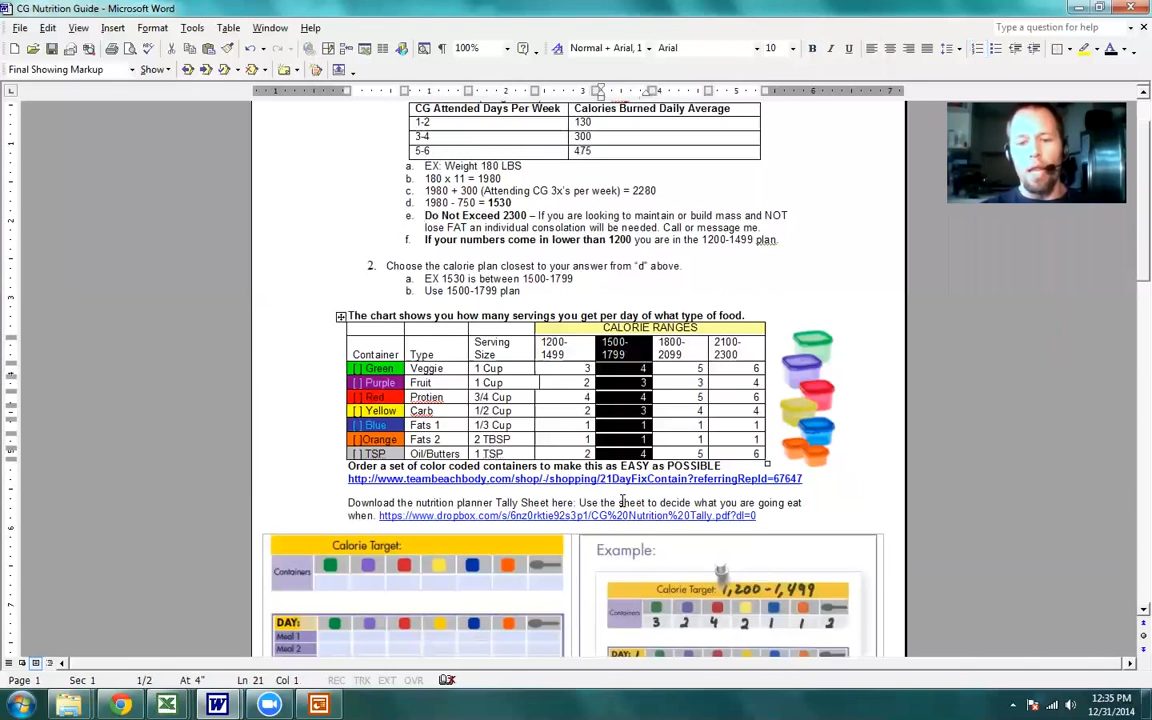 CG Nutrition Guide - Microsoft Word
File Edit View Insert Format Tools Table Window Help
Type a question for help
100% Normal + Arial, 1 Arial 10 B I U
Final Showing Markup Show
1 1 2 3 4 5 6 7
CG Attended Days Per Week Calories Burned Daily Average
1-2 130
3-4 300
5-6 475
a. EX: Weight 180 LBS
b. 180 x 11 = 1980
c. 1980 + 300 (Attending CG 3x's per week) = 2280
d. 1980 - 750 = 1530
e. Do Not Exceed 2300 – If you are looking to maintain or build mass and NOT
lose FAT an individual consolation will be needed. Call or message me.
f. If your numbers come in lower than 1200 you are in the 1200-1499 plan.
2. Choose the calorie plan closest to your answer from “d” above.
a. EX 1530 is between 1500-1799
b. Use 1500-1799 plan
The chart shows you how many servings you get per day of what type of food.
CALORIE RANGES
Container Type Serving Size 1200-1499 1500-1799 1800-2099 2100-2300
[ ] Green Veggie 1 Cup 3 4 5 6
[ ] Purple Fruit 1 Cup 2 3 3 4
[ ] Red Protien 3/4 Cup 4 4 5 6
[ ] Yellow Carb 1/2 Cup 2 3 4 4
[ ] Blue Fats 1 1/3 Cup 1 1 1 1
[ ]Orange Fats 2 2 TBSP 1 1 1 1
[ ] TSP Oil/Butters 1 TSP 2 4 5 6
Order a set of color coded containers to make this as EASY as POSSIBLE
http://www.teambeachbody.com/shop/-/shopping/21DayFixContain?referringRepId=67647
Download the nutrition planner Tally Sheet here: Use the sheet to decide what you are going eat
when. https://www.dropbox.com/s/6nz0rktie92s3p1/CG%20Nutrition%20Tally.pdf?dl=0
Calorie Target:
Containers
DAY:
Meal 1
Meal 2
Example:
Calorie Target: 1,200-1,499
Containers
3 2 4 2 1 1 2
DAY: 1
Page 1 Sec 1 1/2 At 4" Ln 21 Col 1 REC TRK EXT OVR
12:35 PM
12/31/2014